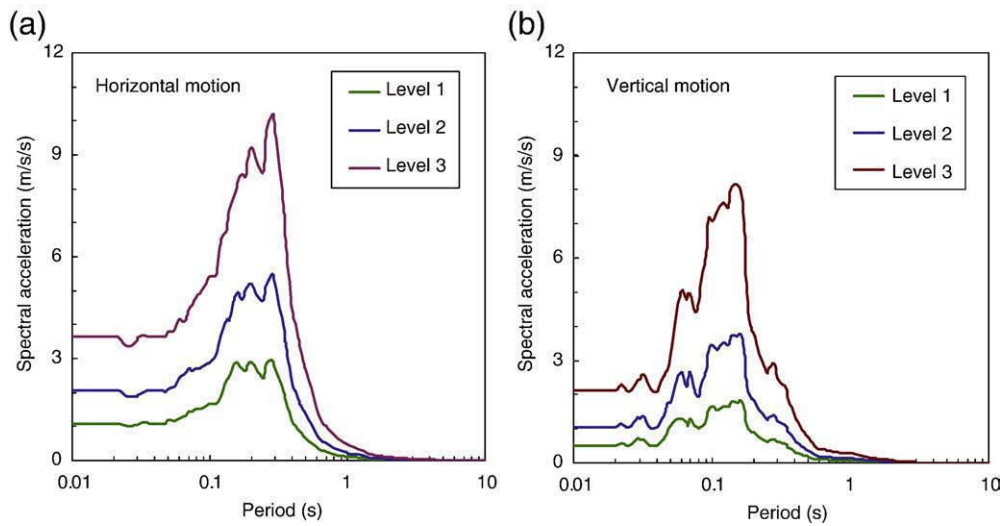 (a)
12
9
6
3
0
Spectral acceleration (m/s/s)
Horizontal motion
Level 1
Level 2
Level 3
0.01
0.1
1
10
Period (s)
(b)
12
9
6
3
0
Spectral acceleration (m/s/s)
Vertical motion
Level 1
Level 2
Level 3
0.01
0.1
1
10
Period (s)